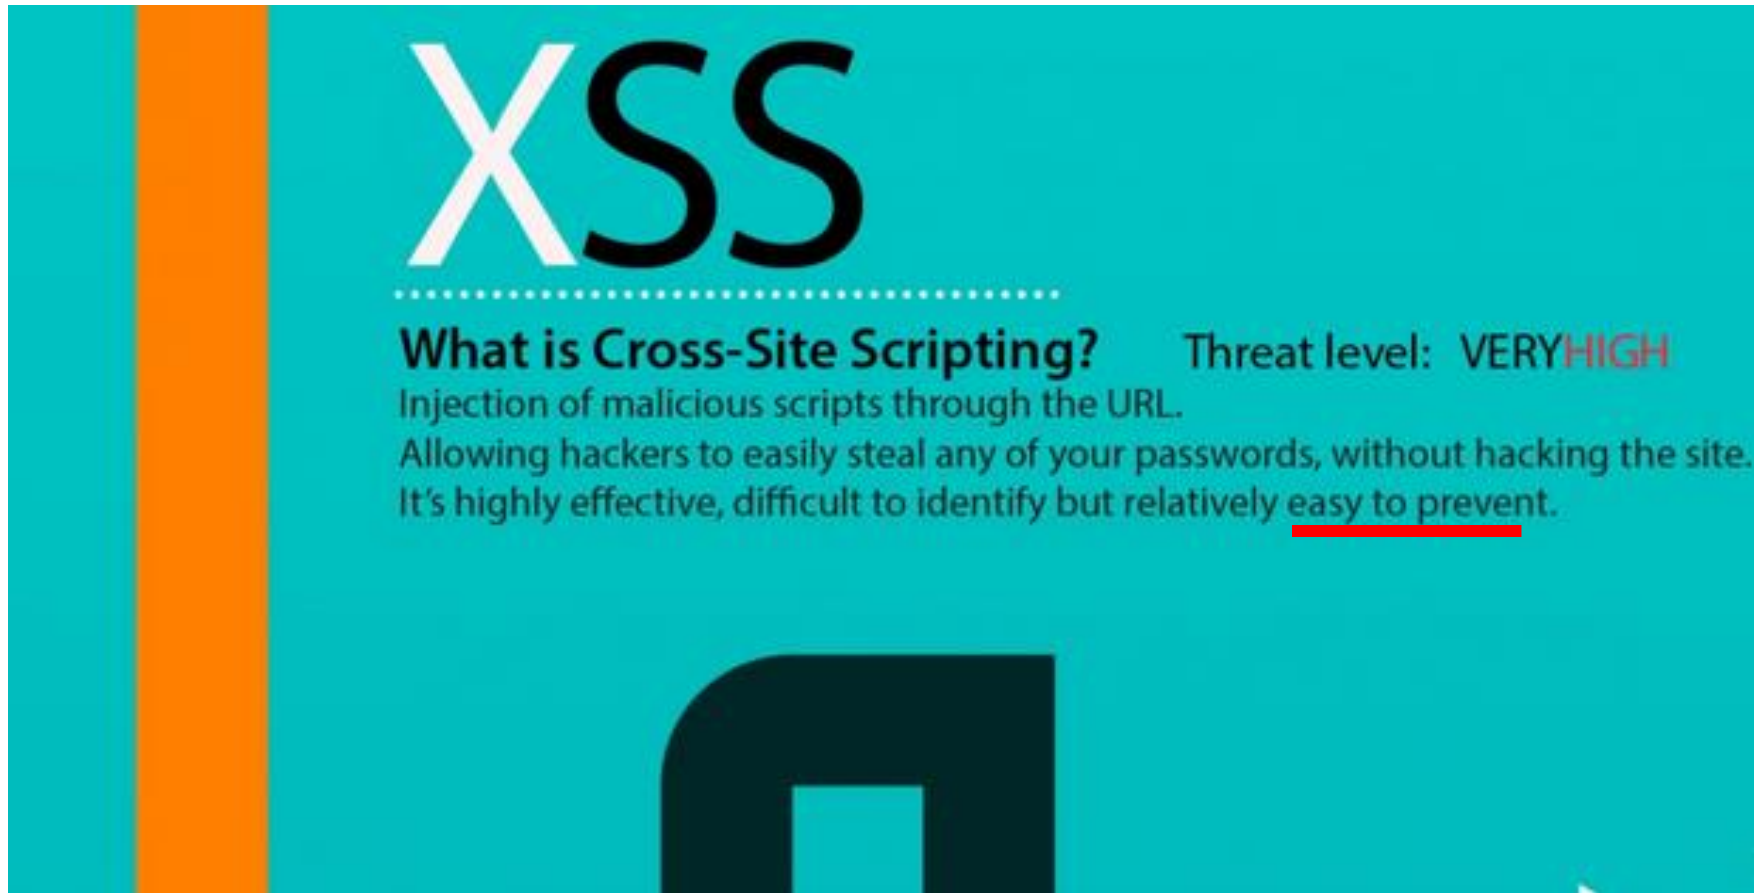 XSS
What is Cross-Site Scripting? Threat level: VERYHIGH
Injection of malicious scripts through the URL.
Allowing hackers to easily steal any of your passwords, without hacking the site.
It's highly effective, difficult to identify but relatively easy to prevent.